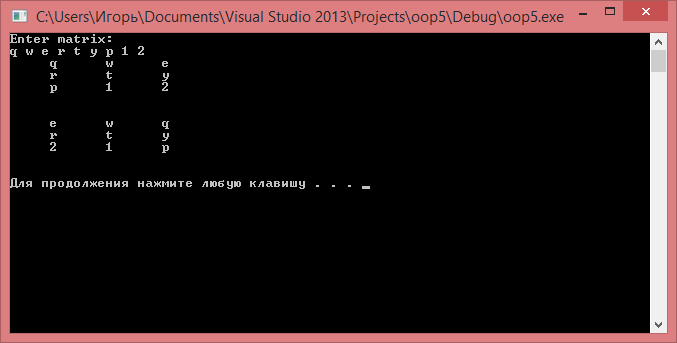 C:\Users\Игорь\Documents\Visual Studio 2013\Projects\oop5\Debug\oop5.exe
Enter matrix:
q w e r t y p 1 2
q w e
r t y
p 1 2
e w q
r t y
2 1 p
Для продолжения нажмите любую клавишу . . .